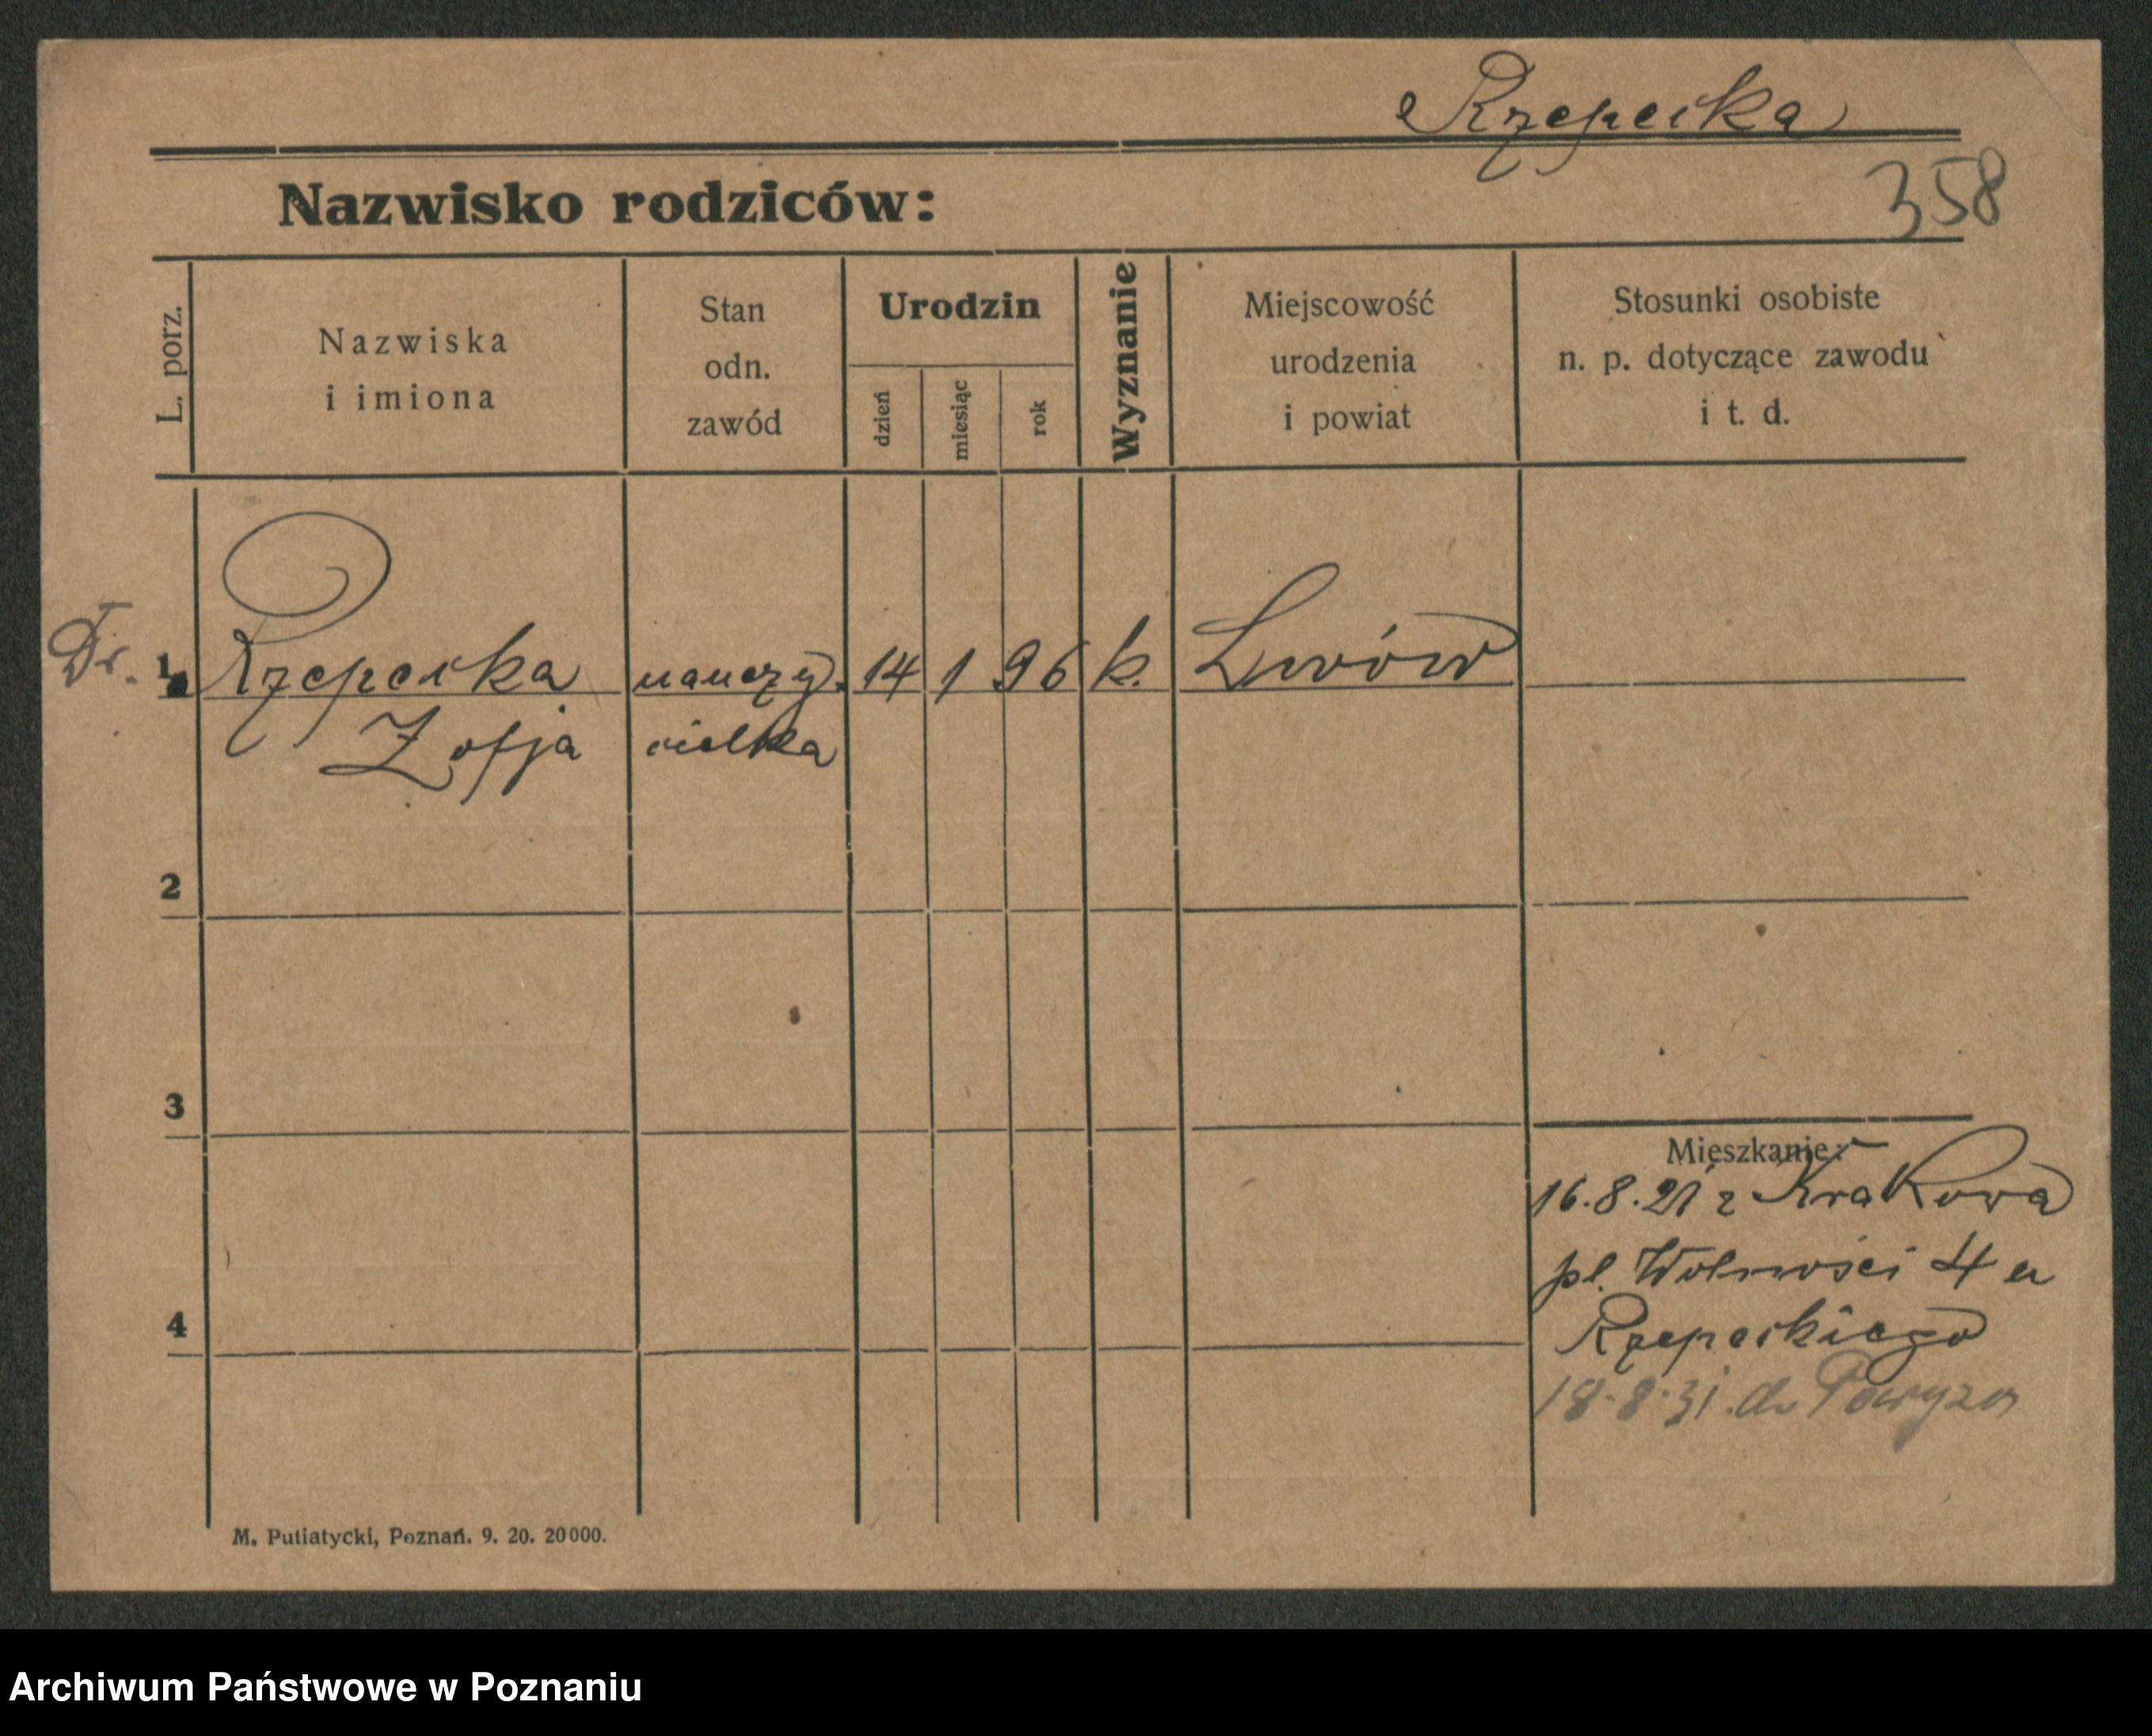 Rzepecka
Nazwisko rodziców:
358
L. porz.
Nazwiska
i imiona
Stan
odn.
zawód
Urodzin
dzień
miesiąc
rok
Wyznanie
Miejscowość
urodzenia
i powiat
Stosunki osobiste
n. p. dotyczące zawodu
i t. d.
Dr. 1 Rzepecka nauczy. 14 1 96 k. Lwów
Zofja cielka
2
3
4
Mieszkanie:
16.8.21 z Krakowa
pl. Wolności 4 u
Rzepeckiego
18.8.31. do
M. Putiatycki, Poznań. 9. 20. 20000.
Archiwum Państwowe w Poznaniu